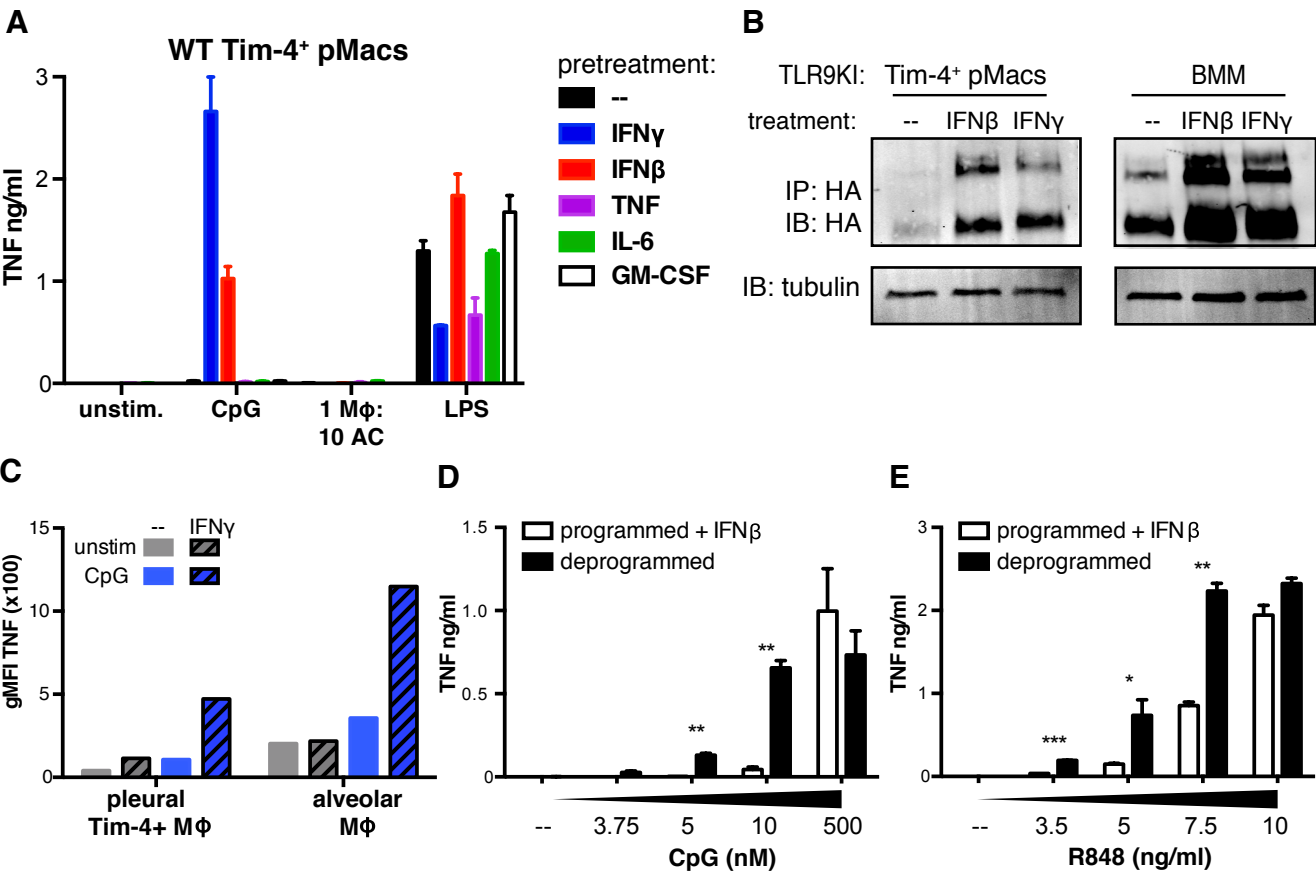 A
WT Tim-4⁺ pMacs
TNF ng/ml
3
2
1
0
unstim.
CpG
1 Mϕ:
10 AC
LPS
pretreatment:
--
IFNγ
IFNβ
TNF
IL-6
GM-CSF
B
TLR9KI: Tim-4⁺ pMacs BMM
treatment: -- IFNβ IFNγ -- IFNβ IFNγ
IP: HA
IB: HA
IB: tubulin
C
gMFI TNF (x100)
15
10
5
0
-- IFNγ
unstim
CpG
pleural
Tim-4+ MΦ
alveolar
MΦ
D
TNF ng/ml
1.5
1.0
0.5
0
programmed + IFNβ
deprogrammed
** ** 
-- 3.75 5 10 500
CpG (nM)
E
TNF ng/ml
3
2
1
0
programmed + IFNβ
deprogrammed
*** * **
-- 3.5 5 7.5 10
R848 (ng/ml)